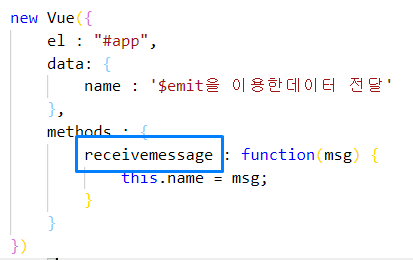 new Vue({
el : "#app",
data: {
name : '$emit을 이용한데이터 전달'
},
methods : {
receivemessage : function(msg) {
this.name = msg;
}
}
})